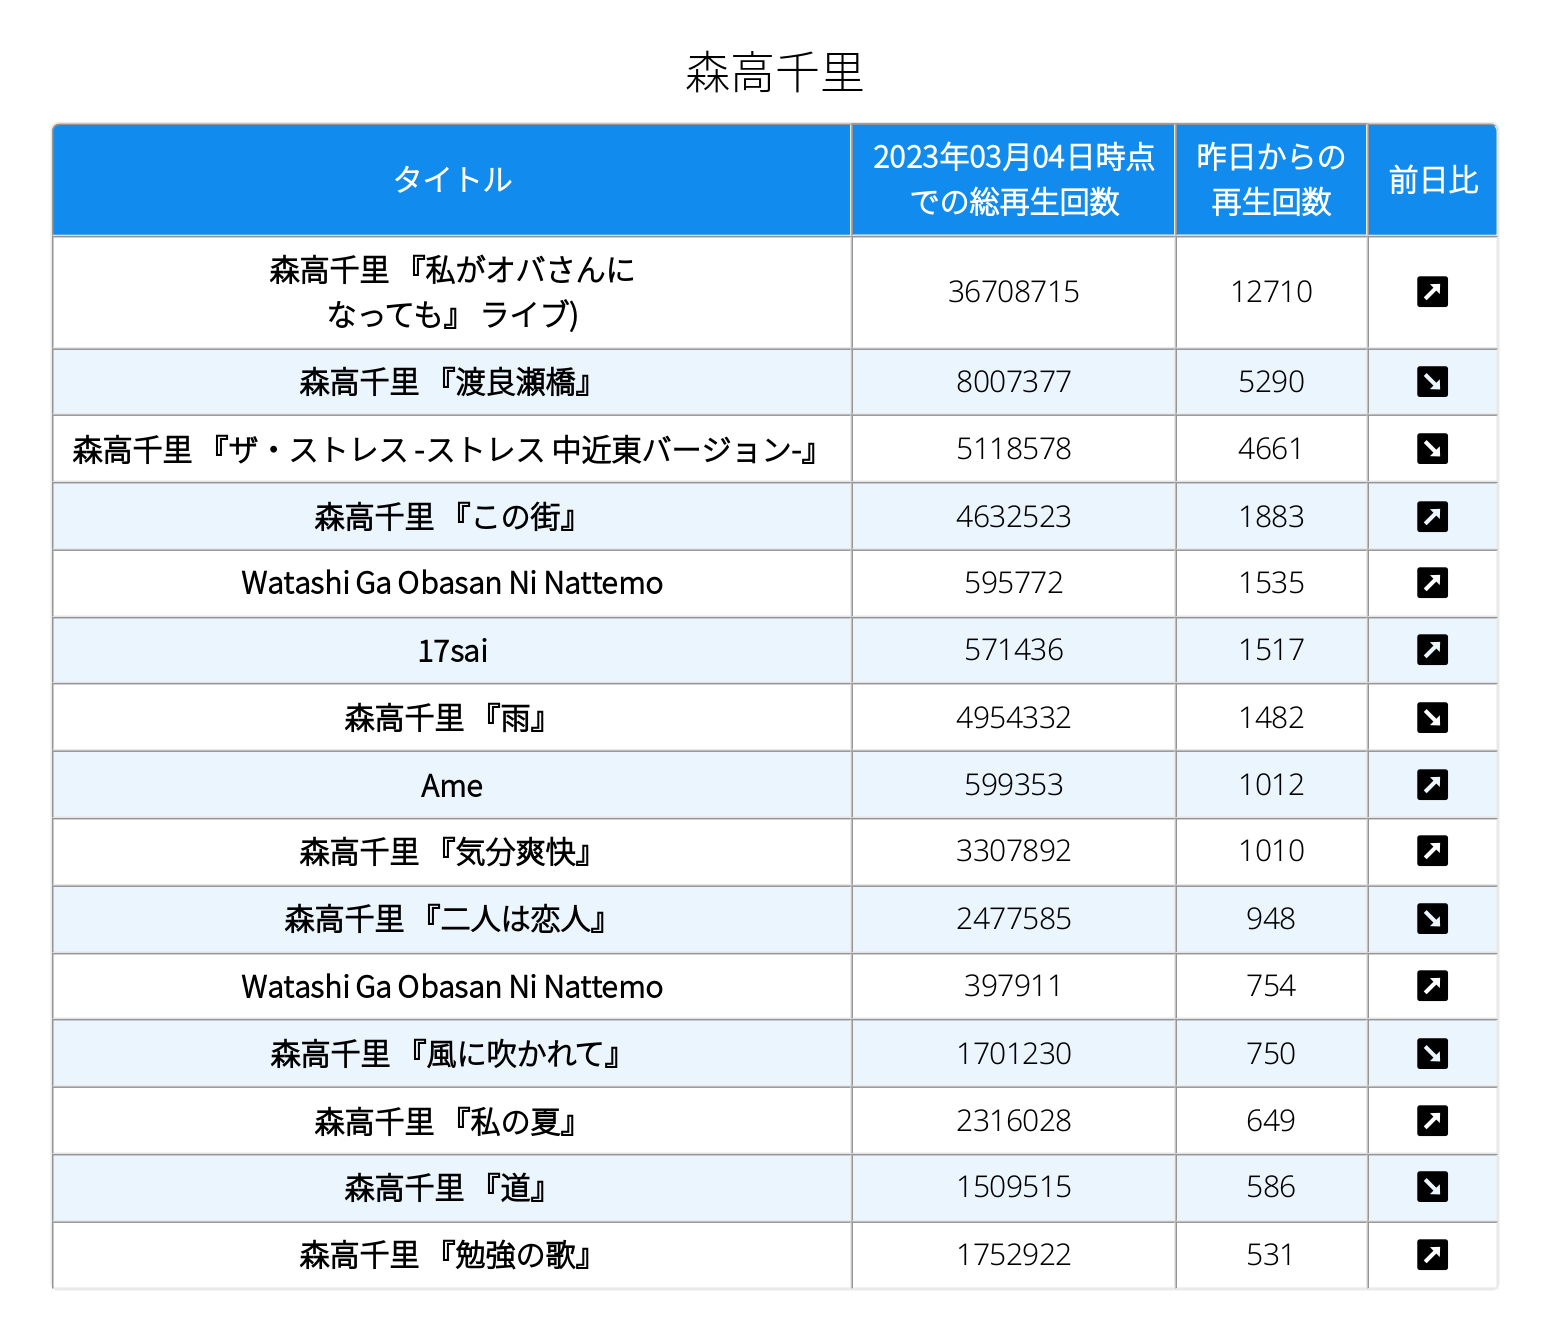 森高千里
タイトル
2023年03月04日時点
での総再生回数
昨日からの
再生回数
前日比
森高千里 『私がオバさんに
なっても』 ライブ)
36708715
12710
森高千里 『渡良瀬橋』
8007377
5290
森高千里 『ザ・ストレス -ストレス 中近東バージョン-』
5118578
4661
森高千里 『この街』
4632523
1883
Watashi Ga Obasan Ni Nattemo
595772
1535
17sai
571436
1517
森高千里 『雨』
4954332
1482
Ame
599353
1012
森高千里 『気分爽快』
3307892
1010
森高千里 『二人は恋人』
2477585
948
Watashi Ga Obasan Ni Nattemo
397911
754
森高千里 『風に吹かれて』
1701230
750
森高千里 『私の夏』
2316028
649
森高千里 『道』
1509515
586
森高千里 『勉強の歌』
1752922
531